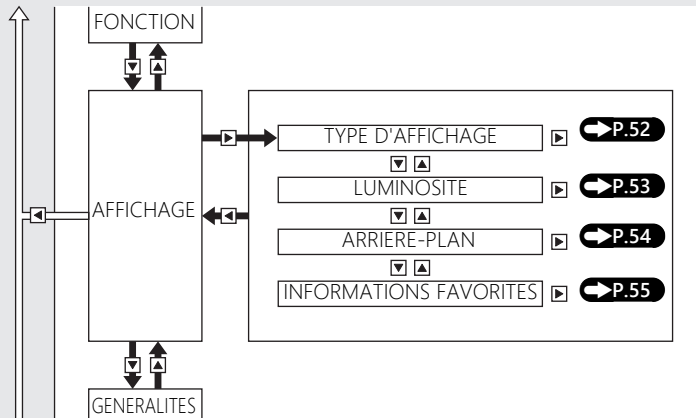 FONCTION
AFFICHAGE
TYPE D'AFFICHAGE P.52
LUMINOSITE P.53
ARRIERE-PLAN P.54
INFORMATIONS FAVORITES P.55
GENERALITES